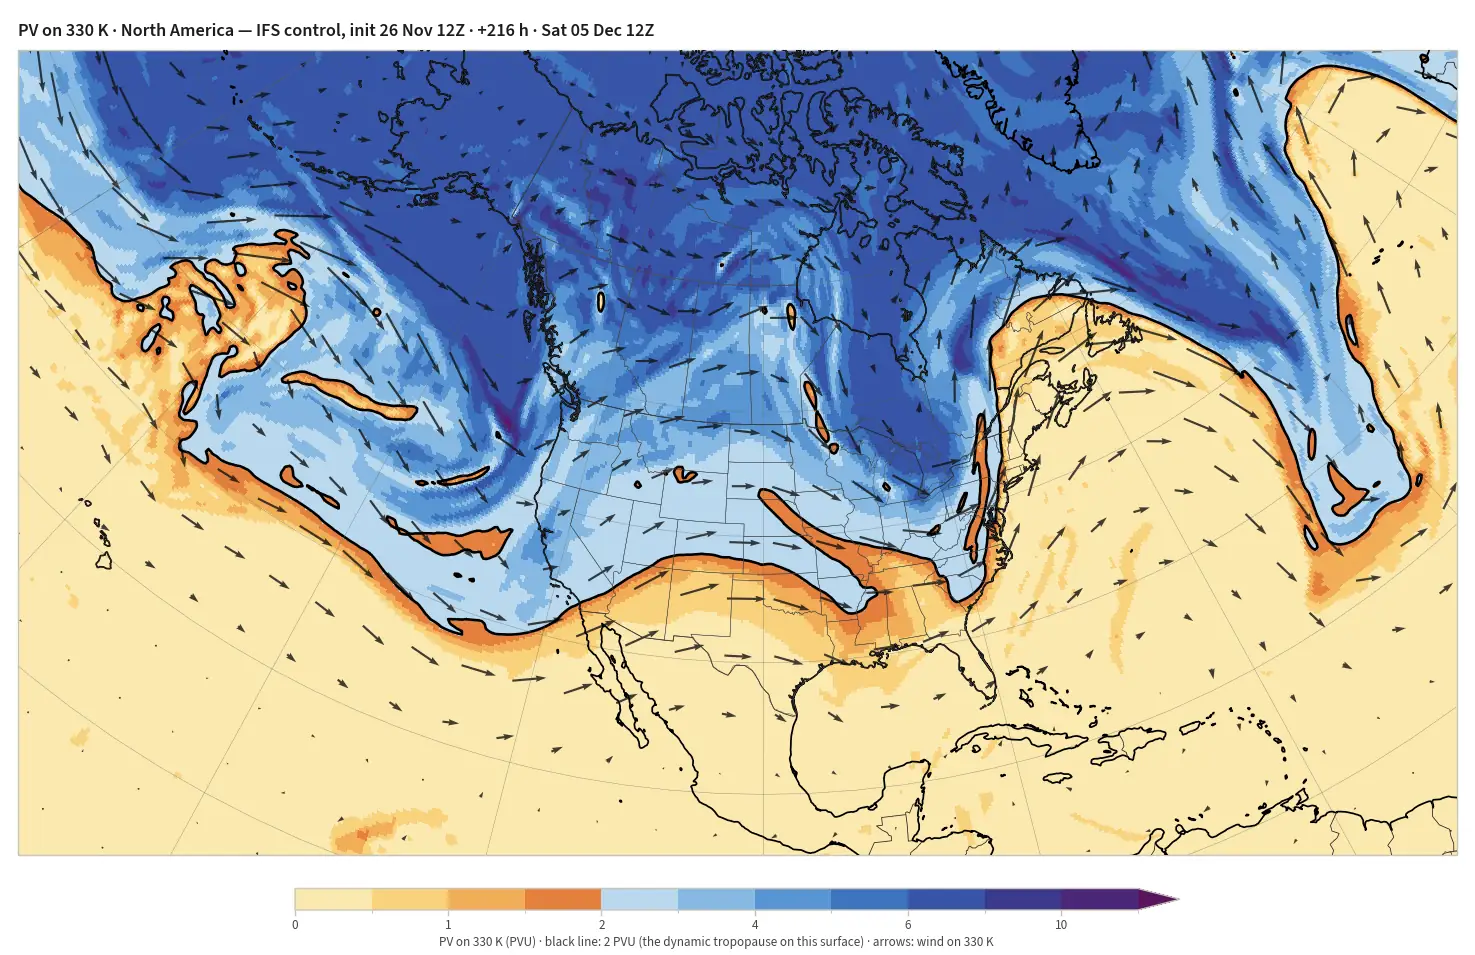 PV on 330 K · North America — IFS control, init 26 Nov 12Z · +216 h · Sat 05 Dec 12Z
0 1 2 4 6 10
PV on 330 K (PVU) · black line: 2 PVU (the dynamic tropopause on this surface) · arrows: wind on 330 K